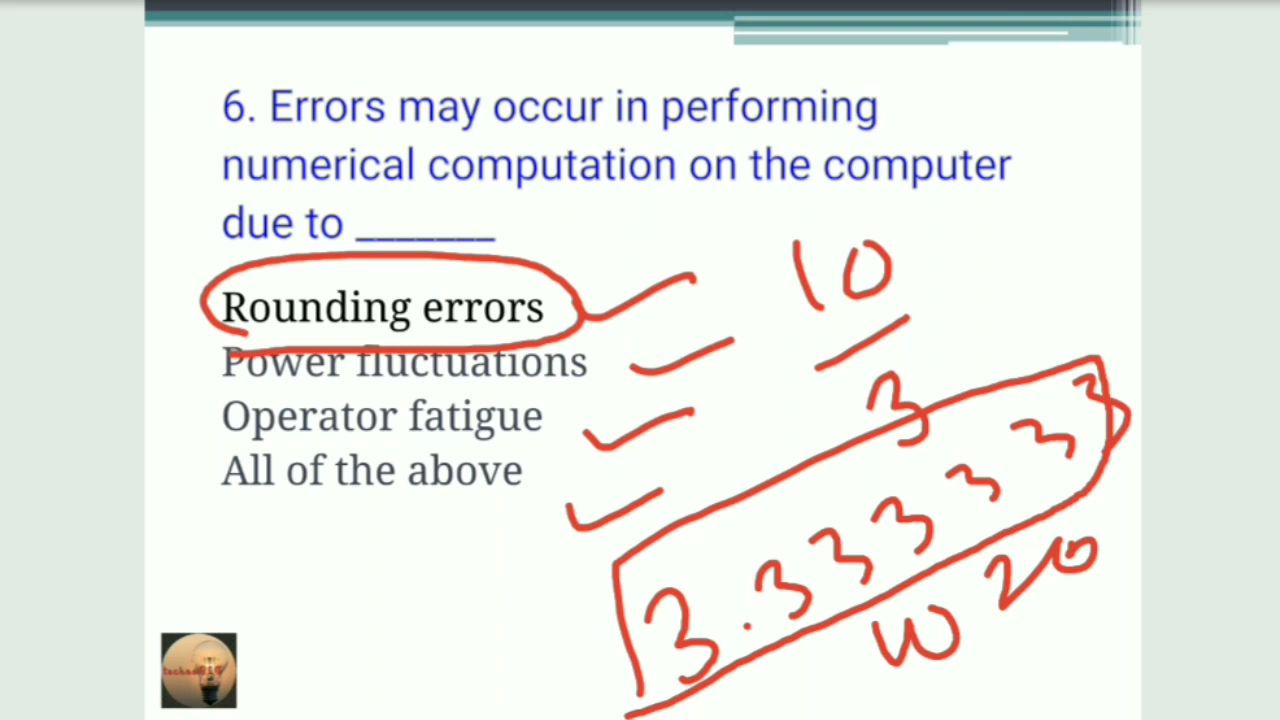 6. Errors may occur in performing
numerical computation on the computer
due to _______
Rounding errors
Power fluctuations
Operator fatigue
All of the above
10
3
3.333333
10 20